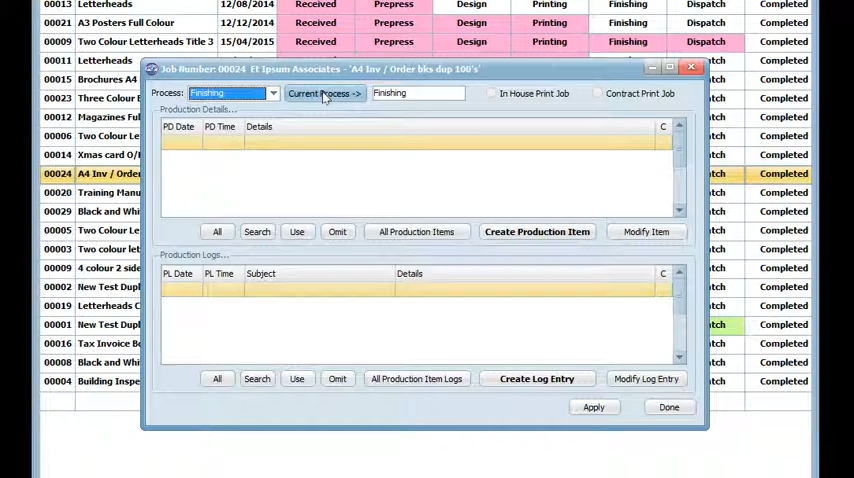 00013 Letterheads 12/08/2014 Received Prepress Design Printing Finishing Dispatch Completed
00021 A3 Posters Full Colour 12/12/2014 Received Prepress Design Printing Finishing Dispatch Completed
00009 Two Colour Letterheads Title 3 15/04/2015 Received Prepress Design Printing Finishing Dispatch Completed
00011 Letterheads Completed
00015 Brochures A4 Completed
00023 Three Colour Completed
00012 Magazines Full Completed
00006 Two Colour Completed
00014 Xmas card O/ Completed
00024 A4 Inv / Order Completed
00020 Training Manu Completed
00029 Black and Whi Completed
00005 Two Colour Completed
00003 Two colour let Completed
00009 4 colour 2 side Completed
00002 New Test Dupl Completed
00019 Letterheads C Completed
00001 New Test Dupl tch Completed
00016 Tax Invoice Bo Completed
00008 Black and Whi Completed
00004 Building Inspe Completed
Job Number: 00024 Et Ipsum Associates - 'A4 Inv / Order bks dup 100's'
Process: Finishing Current Process -> Finishing In House Print Job Contract Print Job
Production Details...
PD Date PD Time Details C
All Search Use Omit All Production Items Create Production Item Modify Item
Production Logs...
PL Date PL Time Subject Details C
All Search Use Omit All Production Item Logs Create Log Entry Modify Log Entry
Apply Done